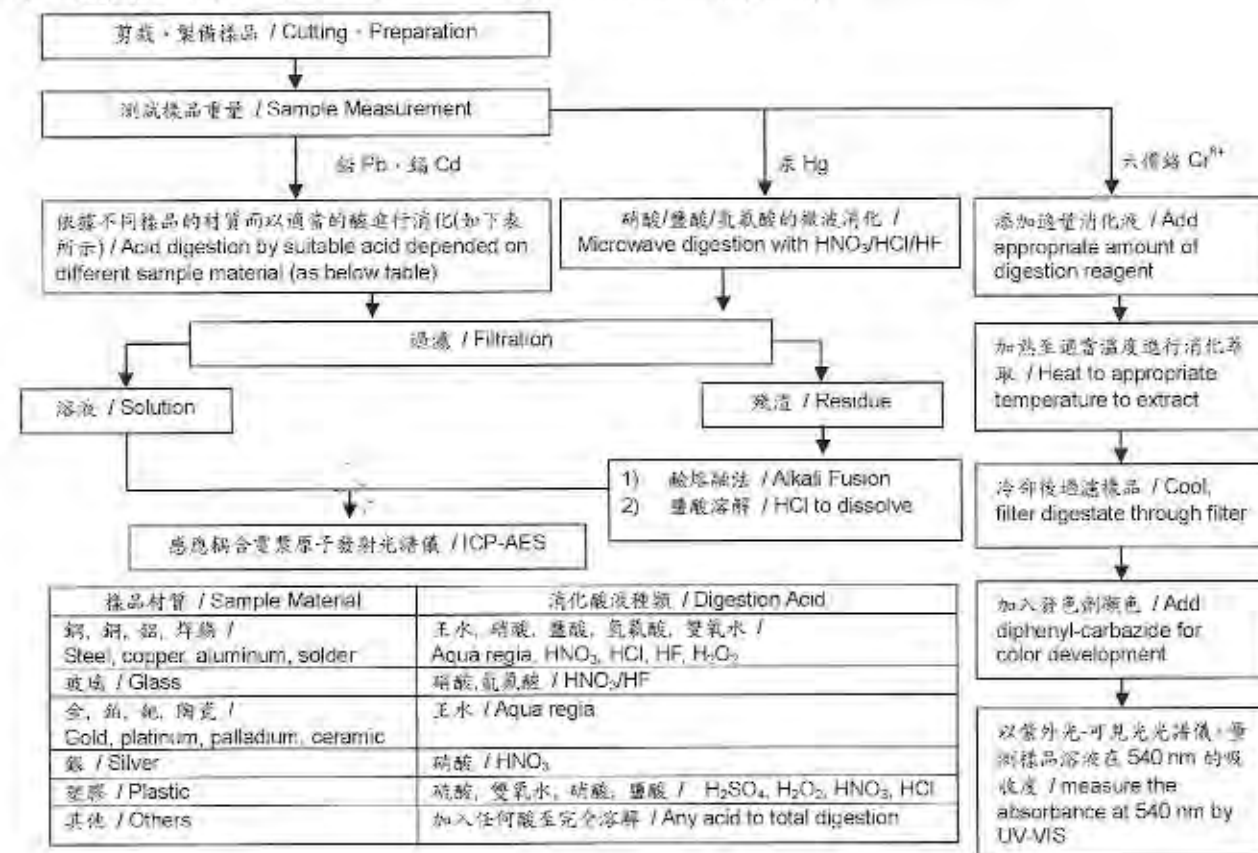 剪裁、製備樣品 / Cutting、Preparation
測試樣品重量 / Sample Measurement
鉛 Pb、鎘 Cd
汞 Hg
六價鉻 Cr⁶⁺
依據不同樣品的材質而以適當的酸進行消化(如下表
所示) / Acid digestion by suitable acid depended on
different sample material (as below table)
硝酸/鹽酸/氫氟酸的微波消化 /
Microwave digestion with HNO₃/HCl/HF
添加適量消化液 / Add
appropriate amount of
digestion reagent
過濾 / Filtration
加熱至適當溫度進行消化萃
取 / Heat to appropriate
temperature to extract
溶液 / Solution
殘渣 / Residue
1) 鹼熔融法 / Alkali Fusion
2) 鹽酸溶解 / HCl to dissolve
冷卻後過濾樣品 / Cool,
filter digestate through filter
感應耦合電漿原子發射光譜儀 / ICP-AES
樣品材質 / Sample Material
消化酸液種類 / Digestion Acid
鋼, 銅, 鋁, 焊錫 /
Steel, copper, aluminum, solder
王水, 硝酸, 鹽酸, 氫氟酸, 雙氧水 /
Aqua regia, HNO₃, HCl, HF, H₂O₂
玻璃 / Glass
硝酸,氫氟酸 / HNO₃/HF
金, 鉑, 鈀, 陶瓷 /
Gold, platinum, palladium, ceramic
王水 / Aqua regia
銀 / Silver
硝酸 / HNO₃
塑膠 / Plastic
硫酸, 雙氧水, 硝酸, 鹽酸 / H₂SO₄, H₂O₂, HNO₃, HCl
其他 / Others
加入任何酸至完全溶解 / Any acid to total digestion
加入發色劑顯色 / Add
diphenyl-carbazide for
color development
以紫外光-可見光光譜儀,量
測樣品溶液在 540 nm 的吸
收度 / measure the
absorbance at 540 nm by
UV-VIS